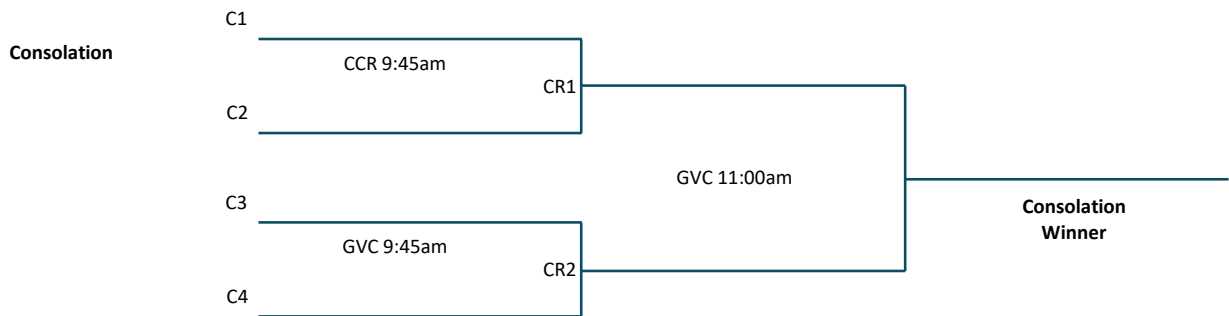 C1
Consolation
CCR 9:45am
CR1
C2
GVC 11:00am
C3
Consolation
Winner
GVC 9:45am
CR2
C4